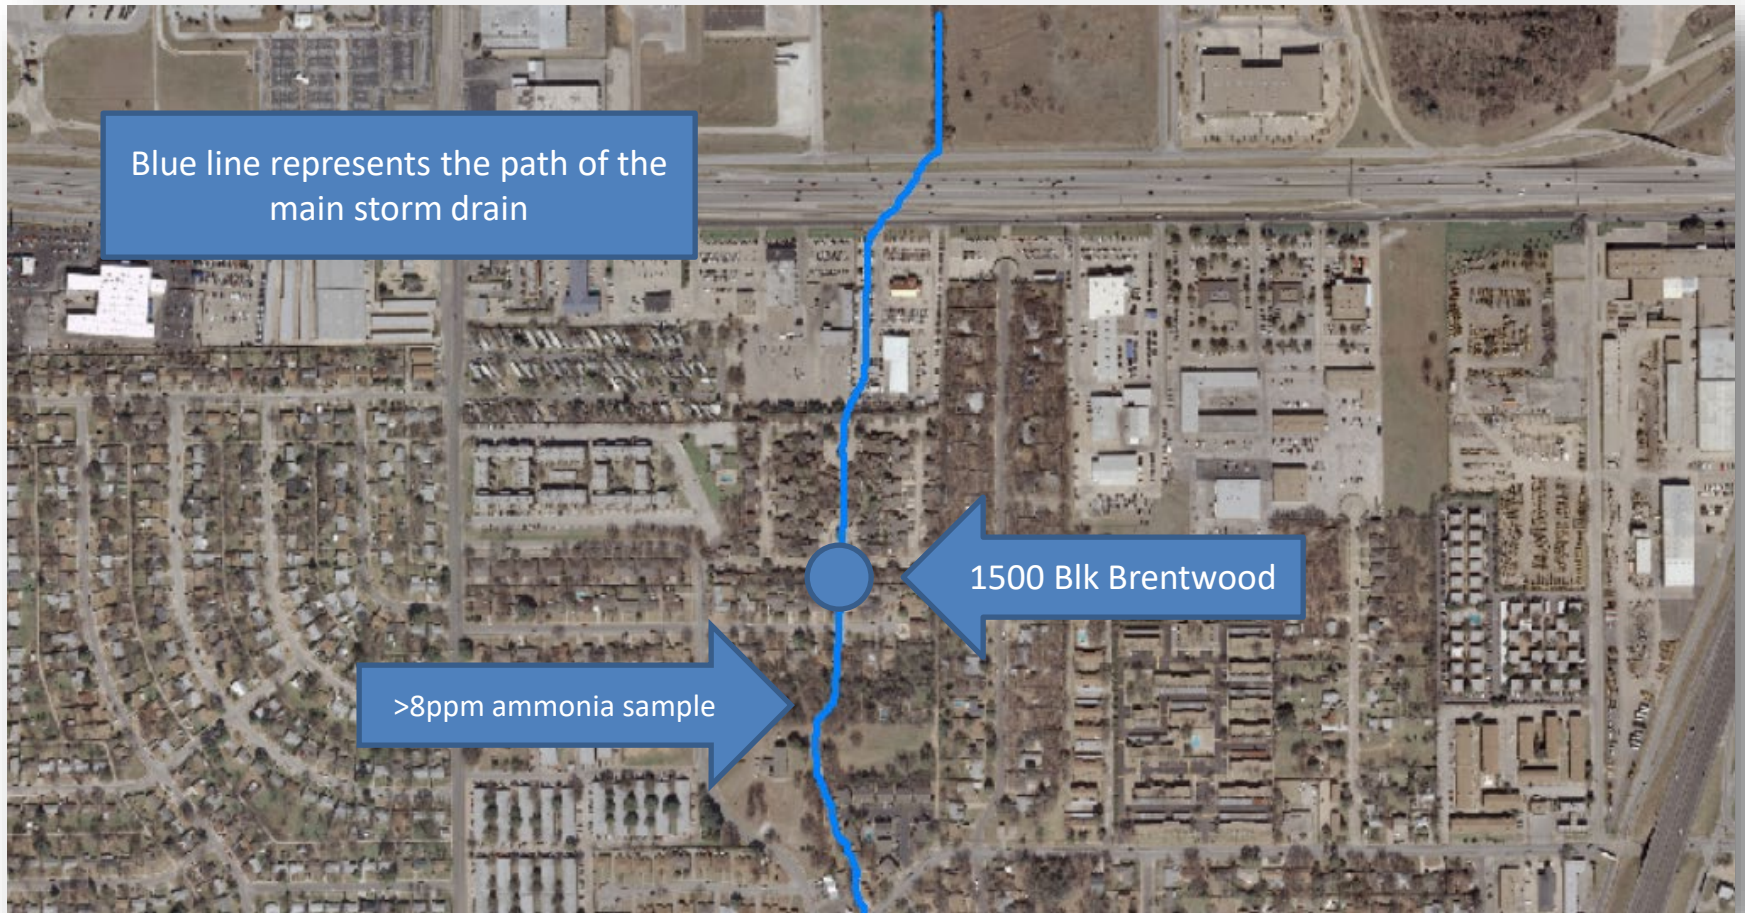 Blue line represents the path of the
main storm drain
1500 Blk Brentwood
>8ppm ammonia sample